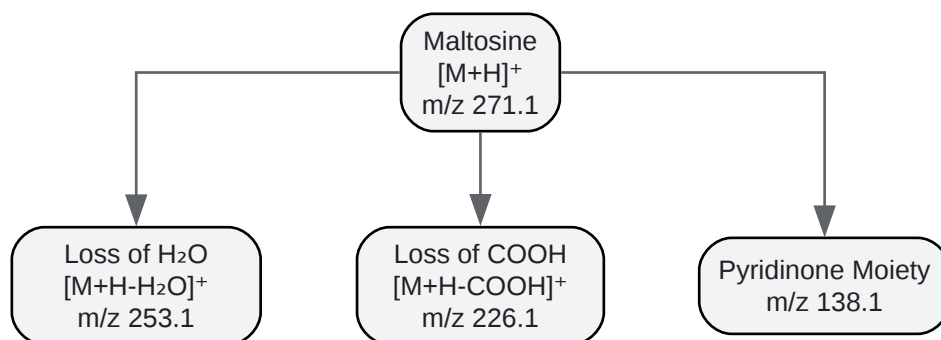 Maltosine
[M+H]⁺
m/z 271.1
Loss of H₂O
[M+H-H₂O]⁺
m/z 253.1
Loss of COOH
[M+H-COOH]⁺
m/z 226.1
Pyridinone Moiety
m/z 138.1